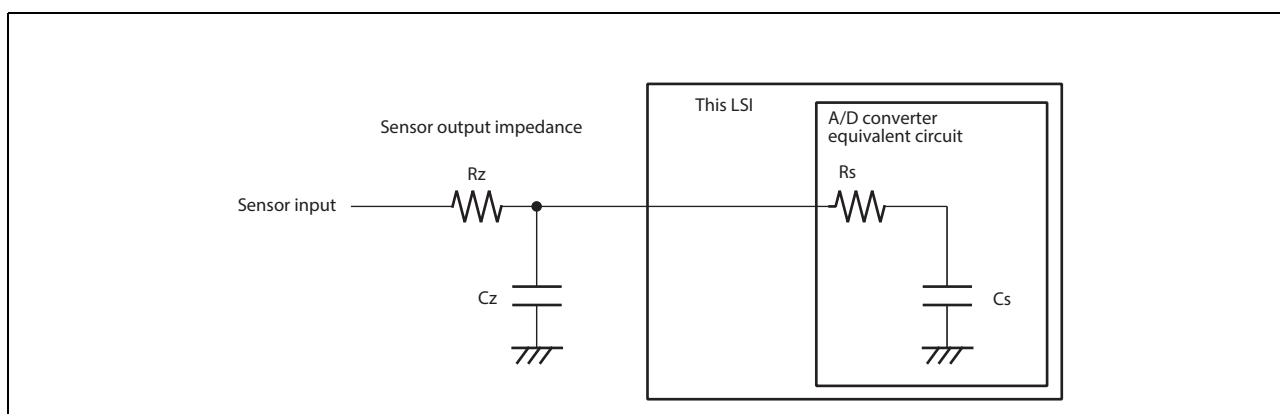 This LSI
A/D converter
equivalent circuit
Sensor output impedance
Rz
Rs
Sensor input
Cz
Cs